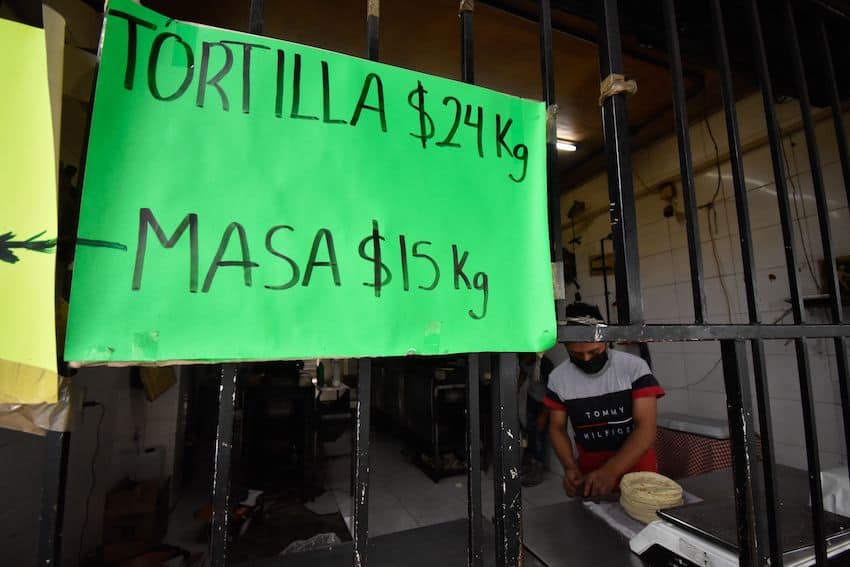 TORTILLA $24 Kg
MASA $15 Kg
TOMMY
HILFIGER